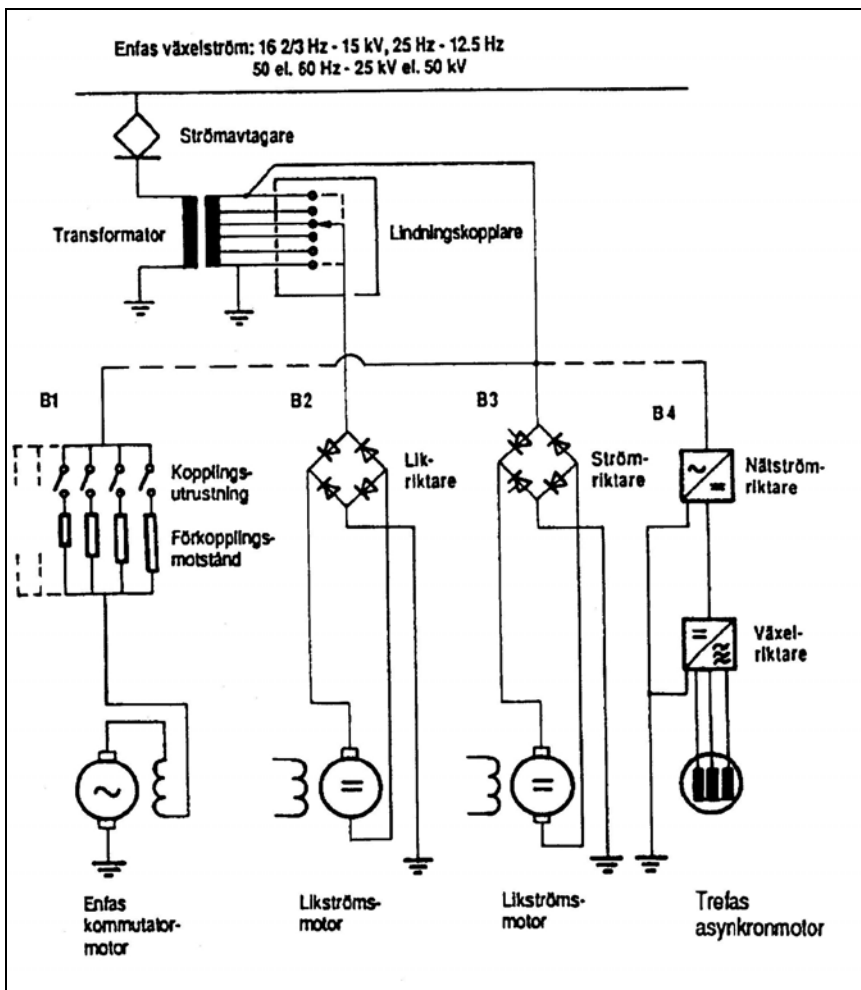 Enfas växelström: 16 2/3 Hz - 15 kV, 25 Hz - 12.5 Hz
50 el. 60 Hz - 25 kV el. 50 kV
Strömavtagare
Transformator
Lindningskopplare
B1
B2
B3
B4
Kopplings-
utrustning
Förkopplings-
motstånd
Lik-
riktare
Ström-
riktare
Nätström-
riktare
Växel-
riktare
Enfas
kommutator-
motor
Likströms-
motor
Likströms-
motor
Trefas
asynkronmotor